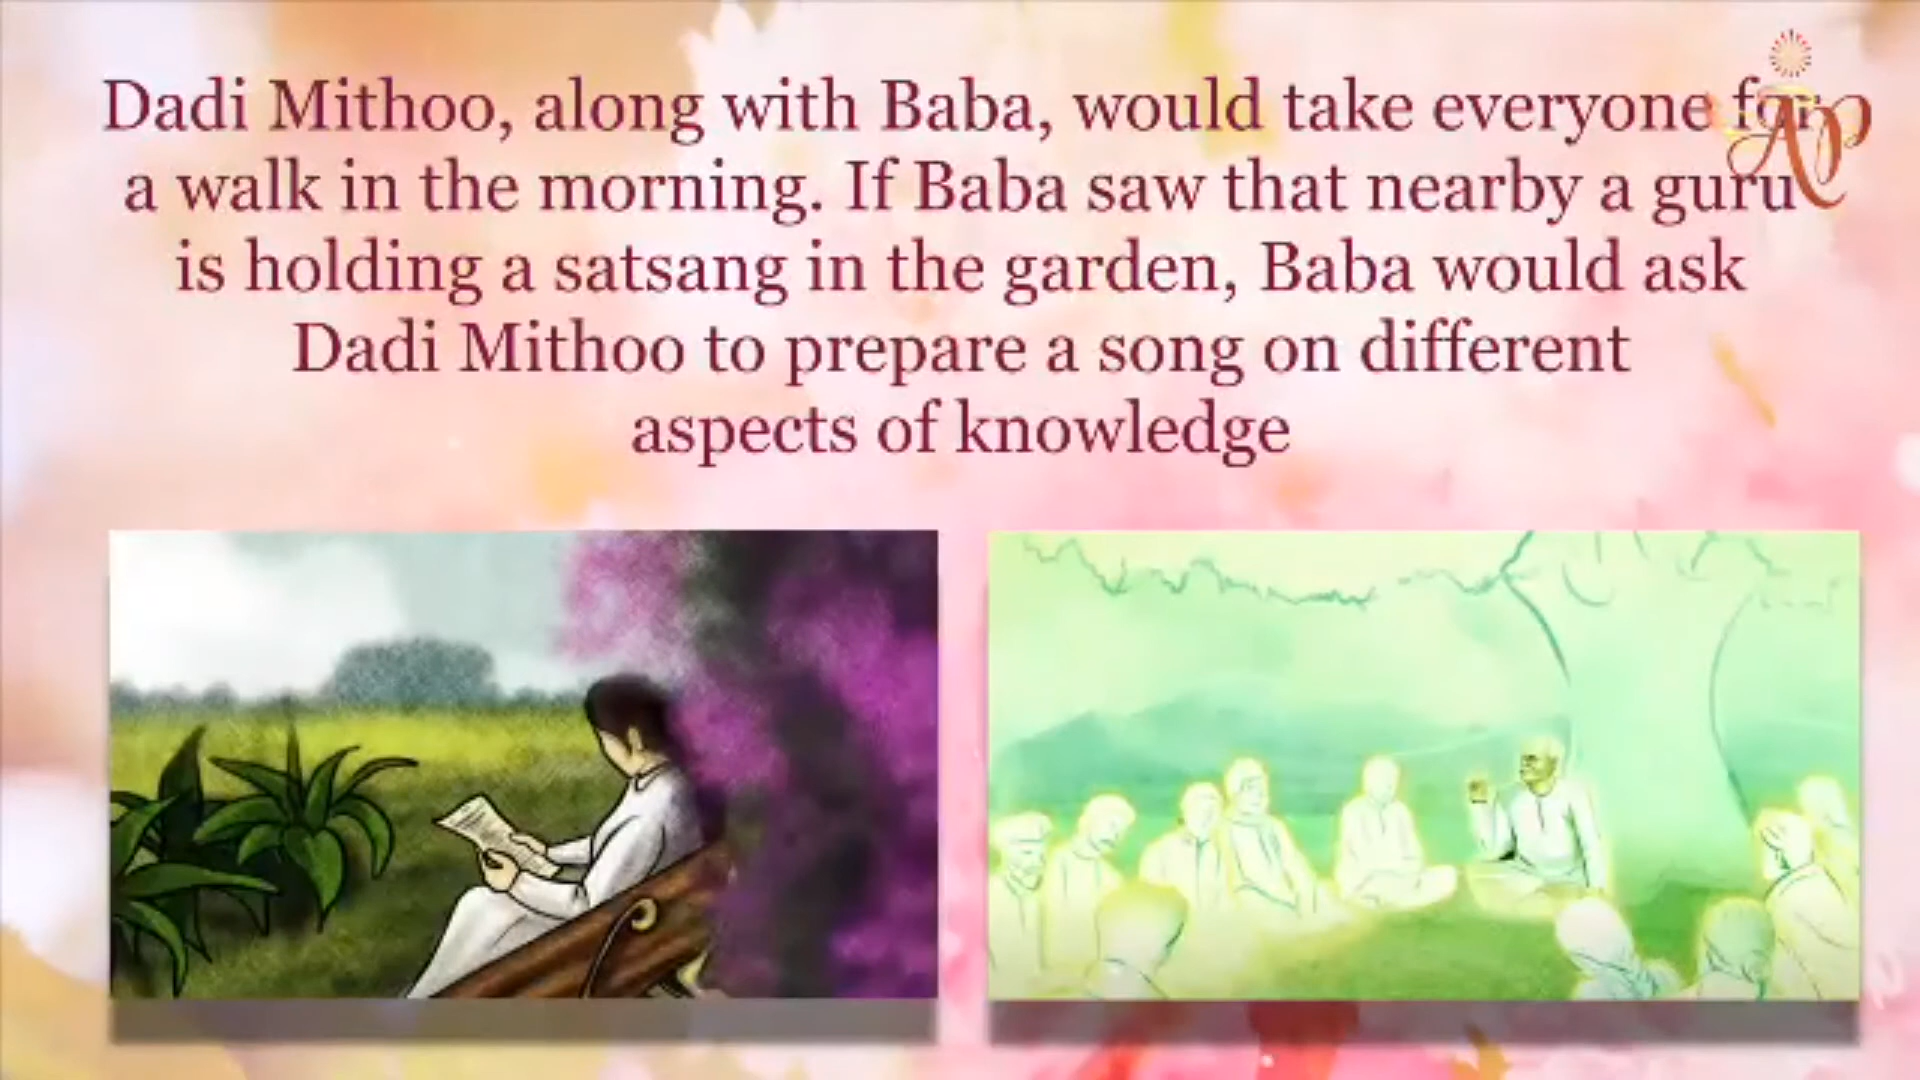 Dadi Mithoo, along with Baba, would take everyone for
a walk in the morning. If Baba saw that nearby a guru
is holding a satsang in the garden, Baba would ask
Dadi Mithoo to prepare a song on different
aspects of knowledge